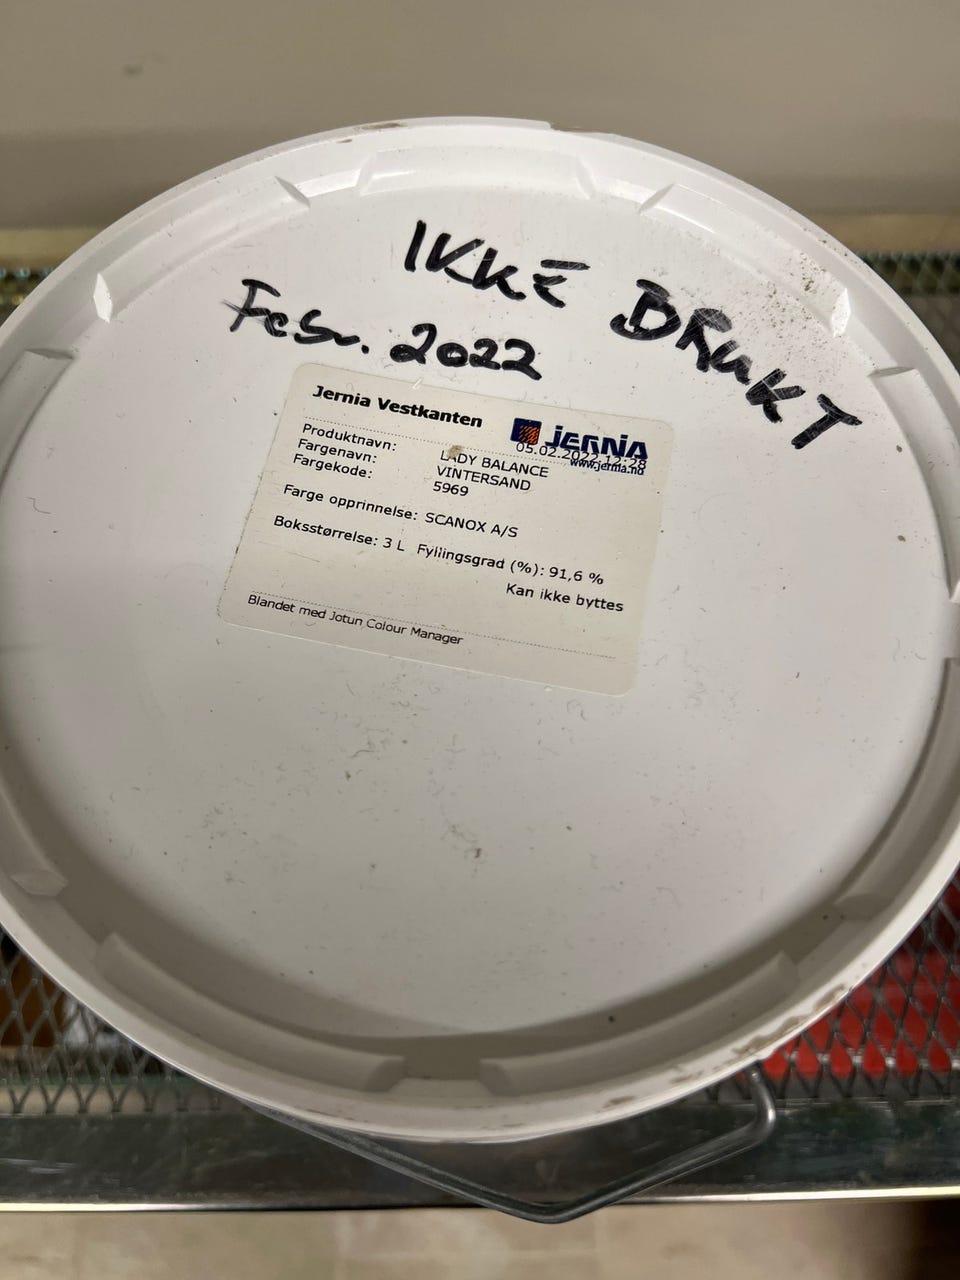 IKKE BRUKT
Febr. 2022
Jernia Vestkanten
JERNIA
05.02.2022 12:28
www.jernia.no
Produktnavn: LADY BALANCE
Fargenavn: VINTERSAND
Fargekode: 5969
Farge opprinnelse: SCANOX A/S
Boksstørrelse: 3 L Fyllingsgrad (%): 91,6 %
Kan ikke byttes
Blandet med Jotun Colour Manager